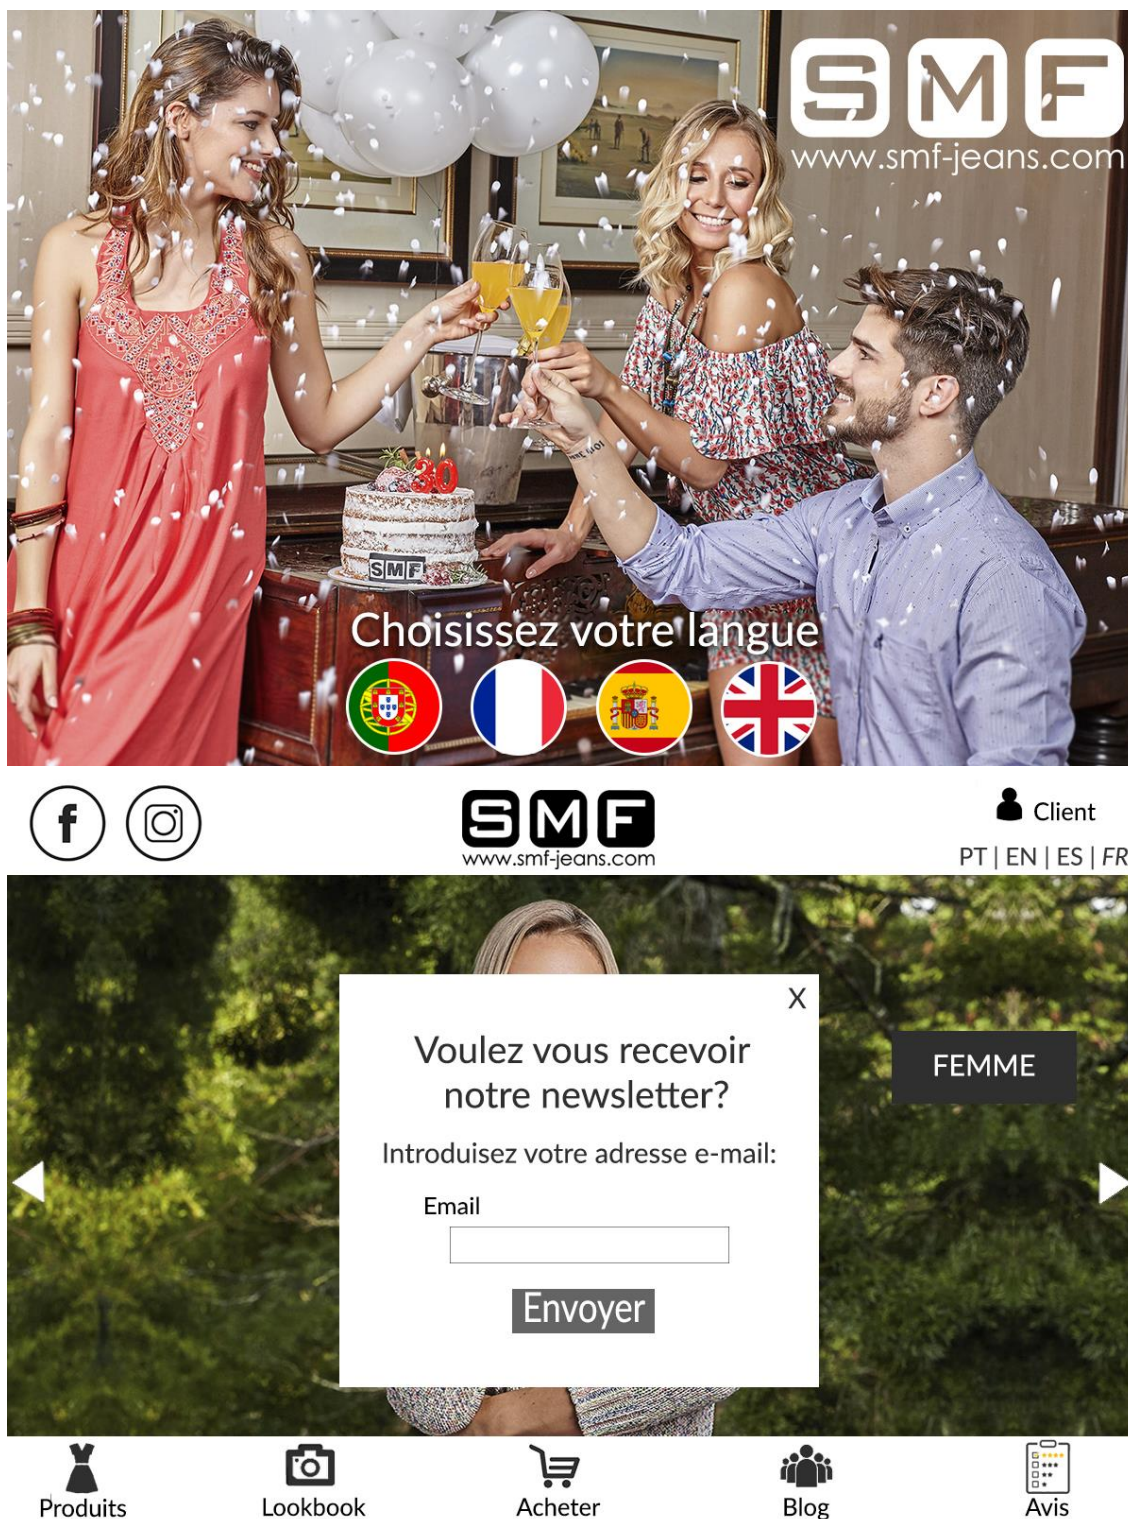 SMF
www.smf-jeans.com
30
SMF
Choisissez votre langue
f
SMF
www.smf-jeans.com
Client
PT | EN | ES | FR
X
Voulez vous recevoir
notre newsletter?
FEMME
Introduisez votre adresse e-mail:
Email
Envoyer
Produits
Lookbook
Acheter
Blog
Avis